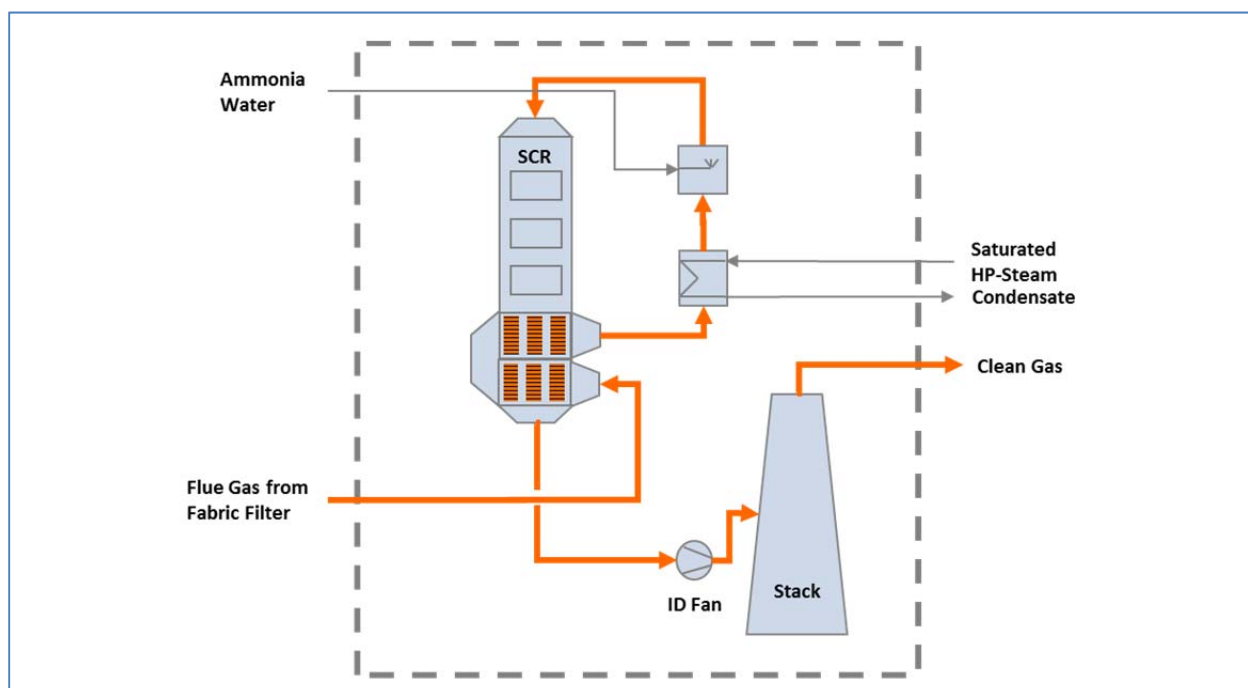 Ammonia
Water
SCR
Saturated
HP-Steam
Condensate
Clean Gas
Flue Gas from
Fabric Filter
ID Fan
Stack